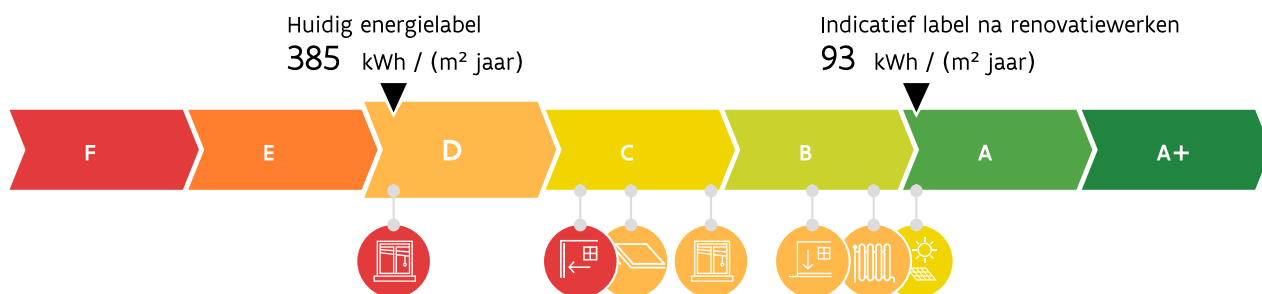 Huidig energielabel
385 kWh / (m² jaar)
Indicatief label na renovatiewerken
93 kWh / (m² jaar)
F E D C B A A+